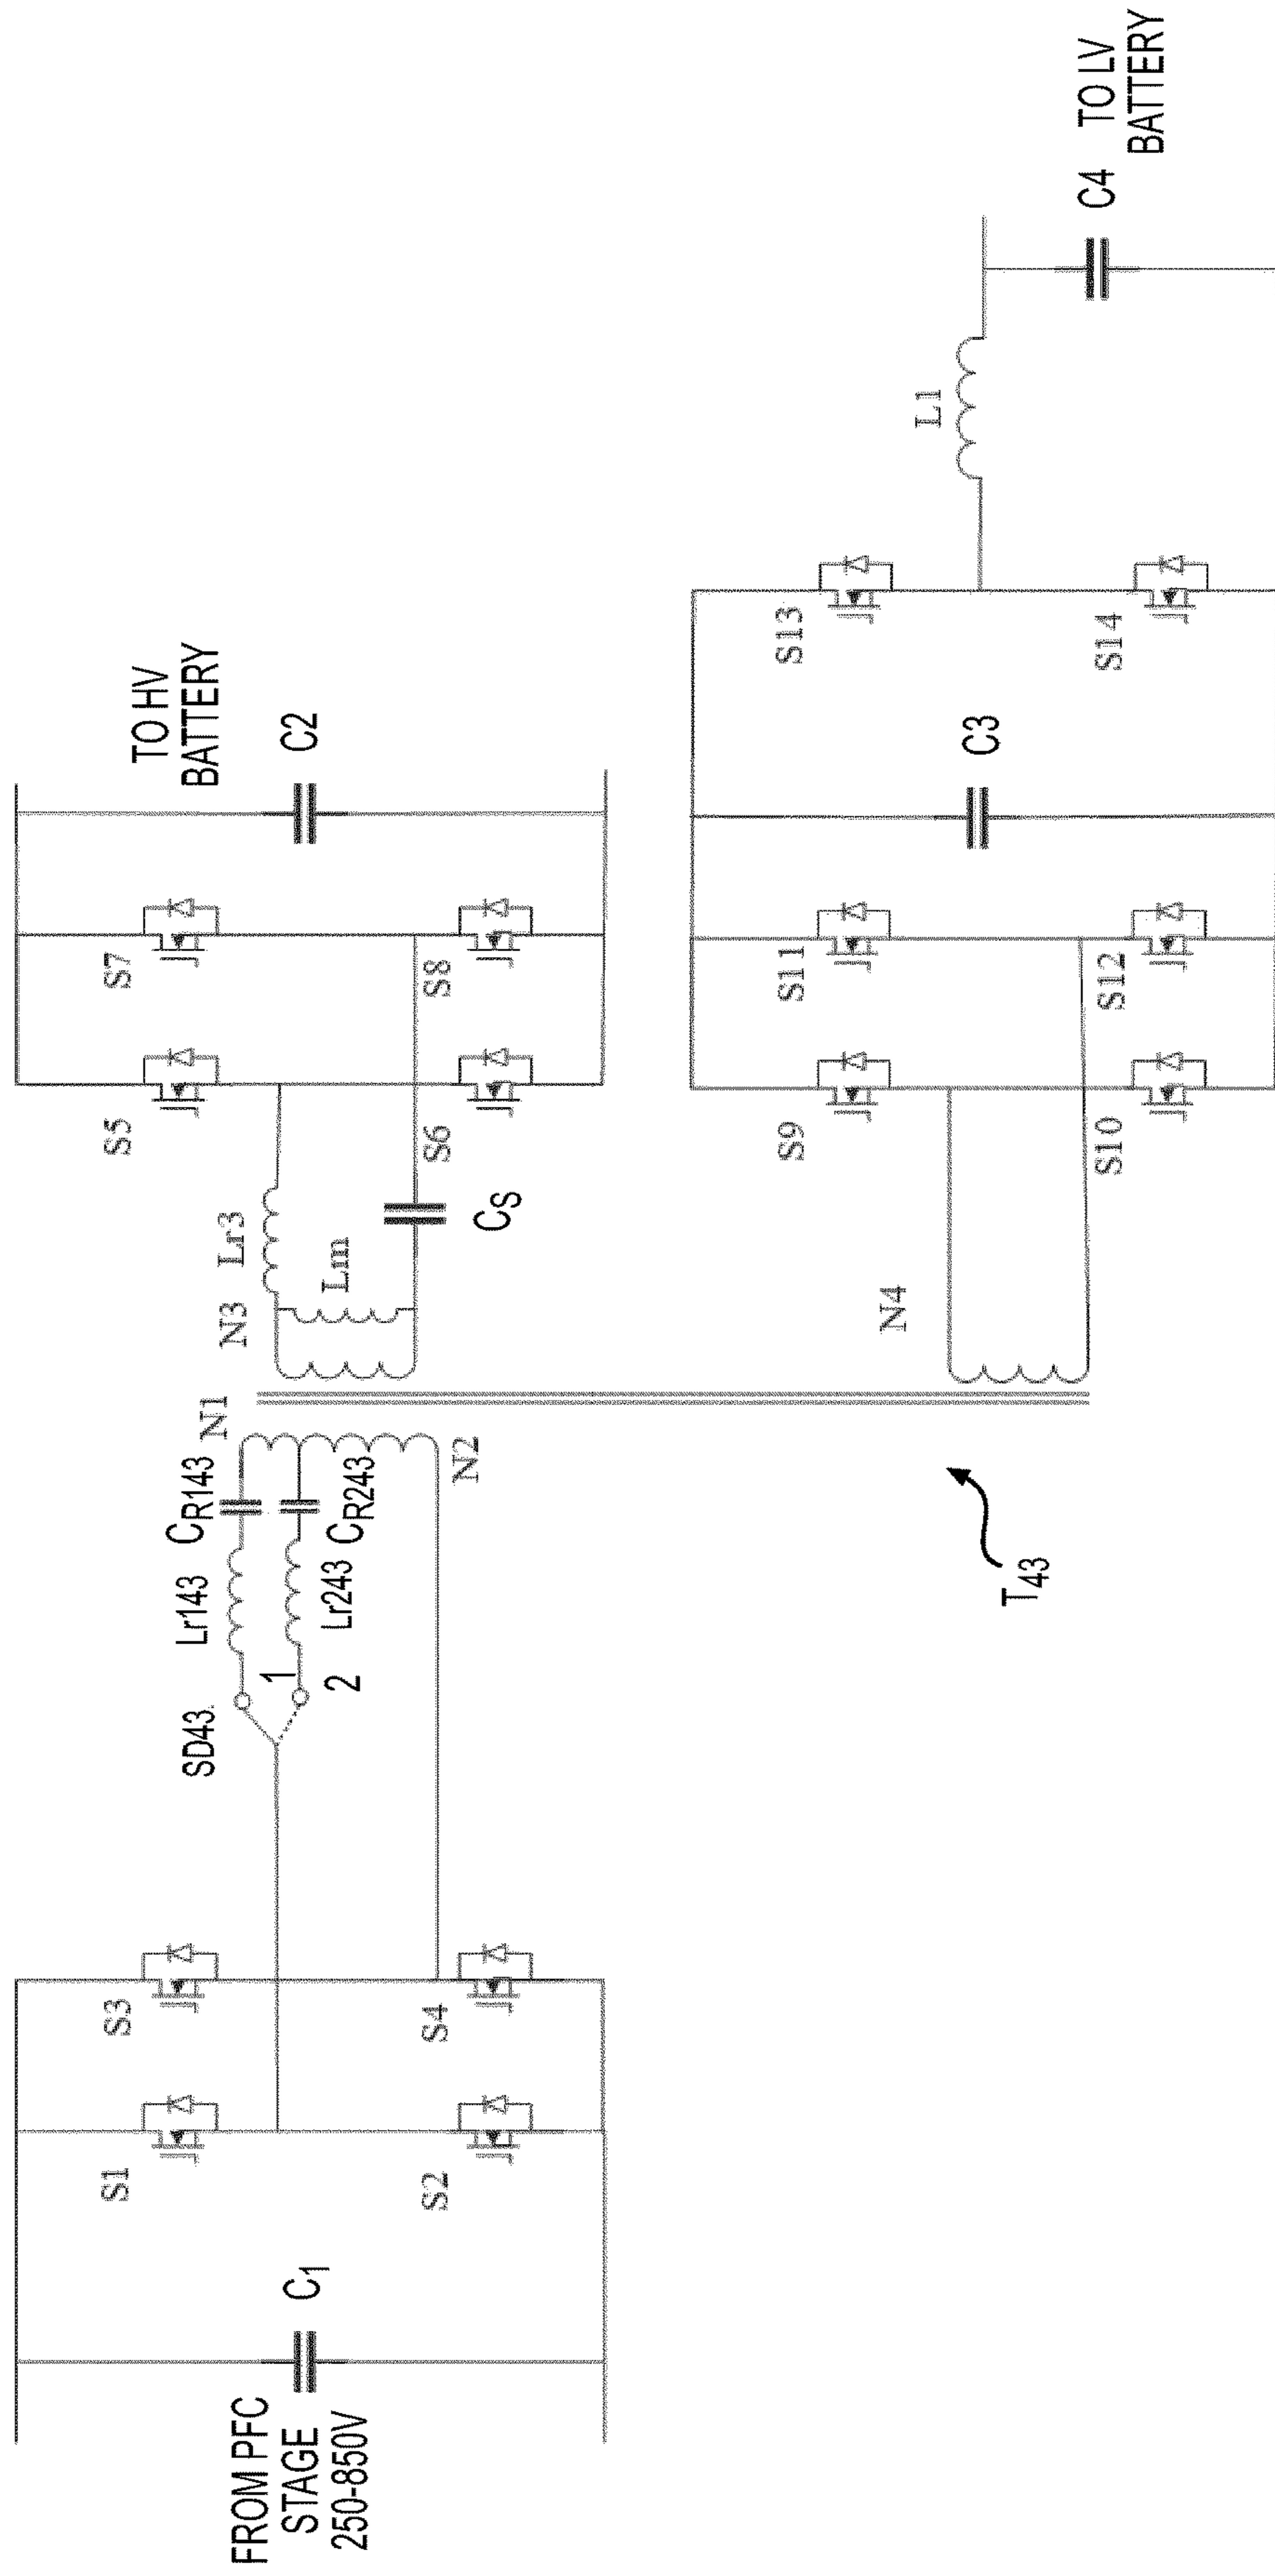 FROM PFC
STAGE
250-850V
C1
S1
S2
S3
S4
SD43
1
2
Lr143
Lr243
CR143
CR243
N1
N2
N3
Lr3
Lm
CS
S5
S6
S7
S8
C2
TO HV
BATTERY
T43
N4
S9
S10
S11
S12
C3
S13
S14
L1
C4
TO LV
BATTERY